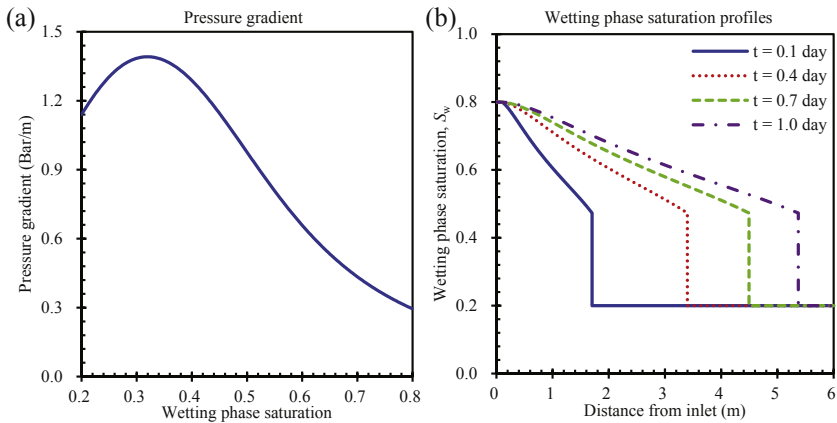 (a)
Pressure gradient
1.5
1.2
0.9
0.6
0.3
0.0
Pressure gradient (Bar/m)
0.2 0.3 0.4 0.5 0.6 0.7 0.8
Wetting phase saturation
(b)
Wetting phase saturation profiles
1.0
0.8
0.6
0.4
0.2
0.0
Wetting phase saturation, Sw
t = 0.1 day
t = 0.4 day
t = 0.7 day
t = 1.0 day
0 1 2 3 4 5 6
Distance from inlet (m)